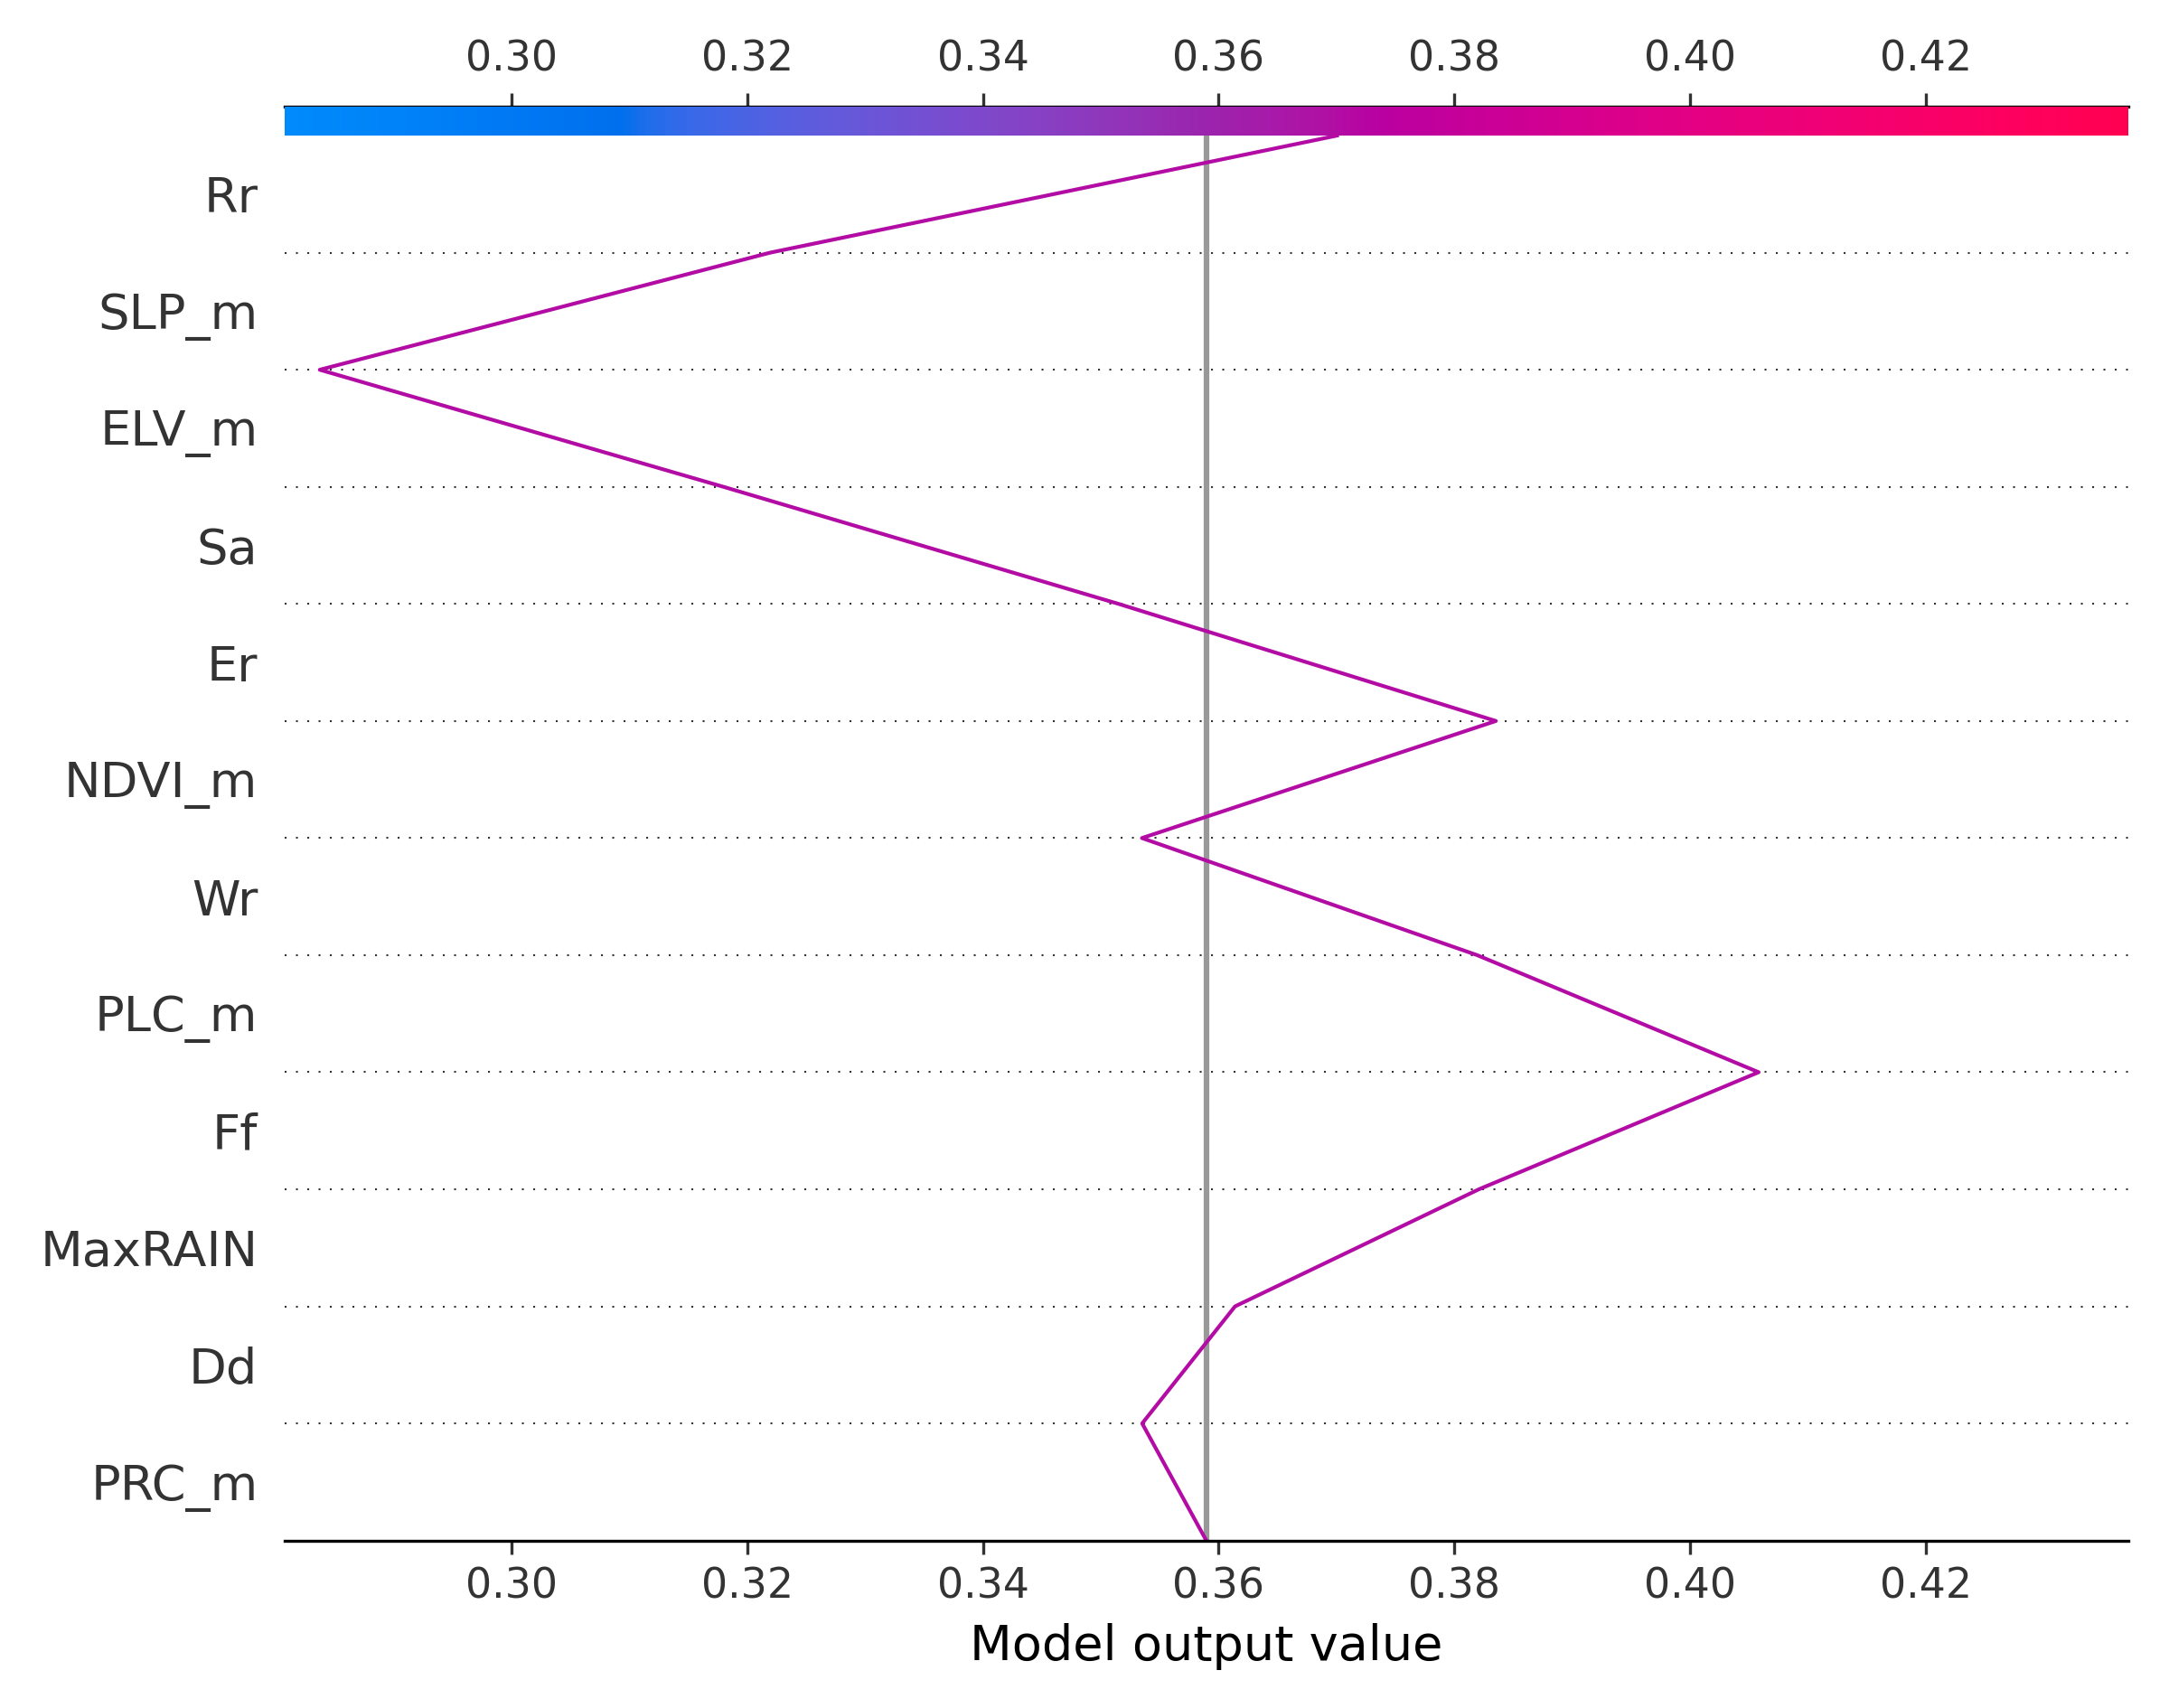 0.30 0.32 0.34 0.36 0.38 0.40 0.42
Rr
SLP_m
ELV_m
Sa
Er
NDVI_m
Wr
PLC_m
Ff
MaxRAIN
Dd
PRC_m
0.30 0.32 0.34 0.36 0.38 0.40 0.42
Model output value